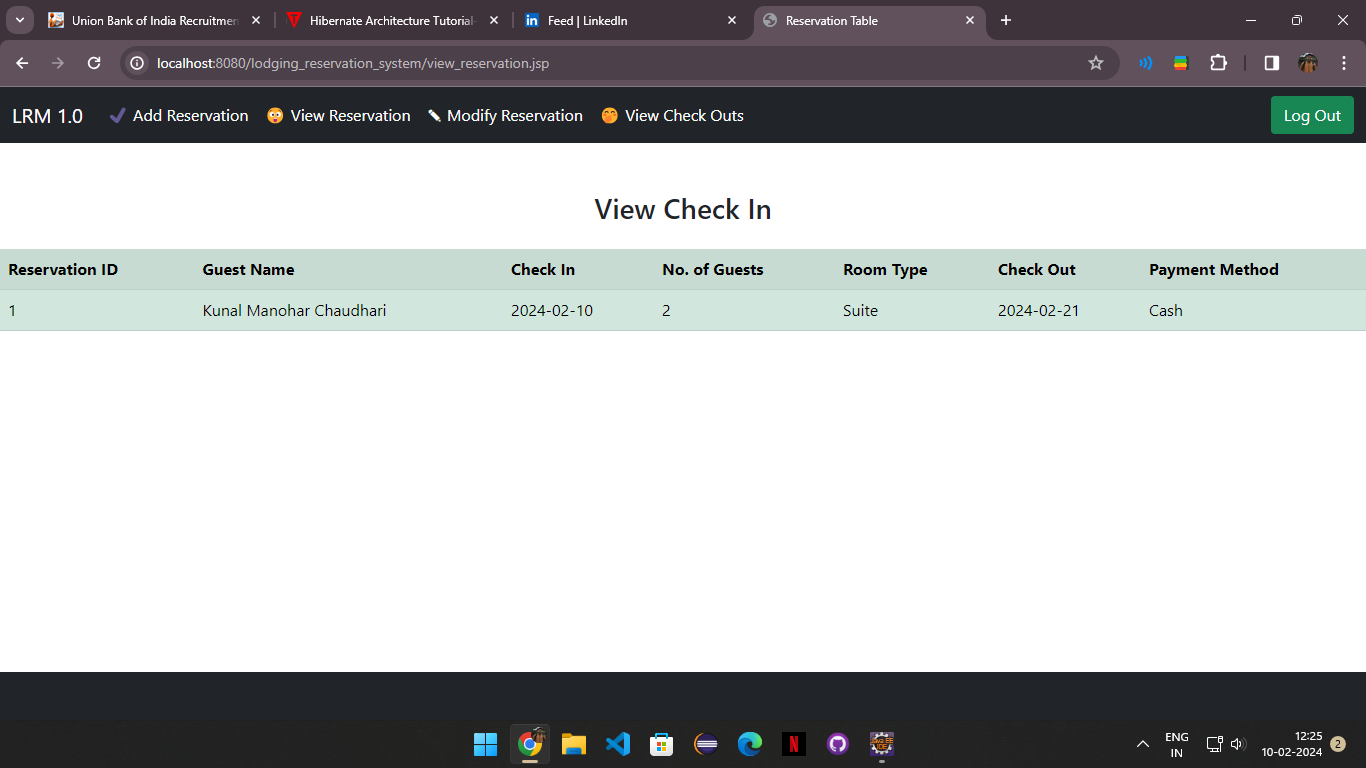 Union Bank of India Recruitmen
Hibernate Architecture Tutorial-
Feed | LinkedIn
Reservation Table
localhost:8080/lodging_reservation_system/view_reservation.jsp
LRM 1.0 Add Reservation View Reservation Modify Reservation View Check Outs Log Out
View Check In
Reservation ID Guest Name Check In No. of Guests Room Type Check Out Payment Method
1 Kunal Manohar Chaudhari 2024-02-10 2 Suite 2024-02-21 Cash
ENG
IN
12:25
10-02-2024
2